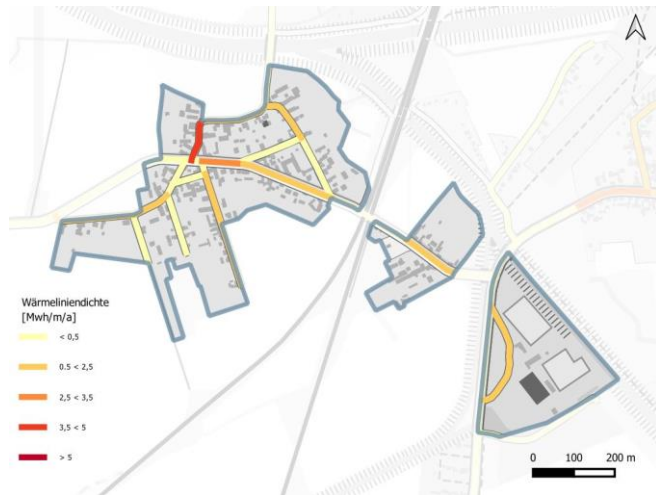 Wärmeliniendichte
[Mwh/m/a]
< 0,5
0.5 < 2,5
2,5 < 3,5
3,5 < 5
> 5
0 100 200 m